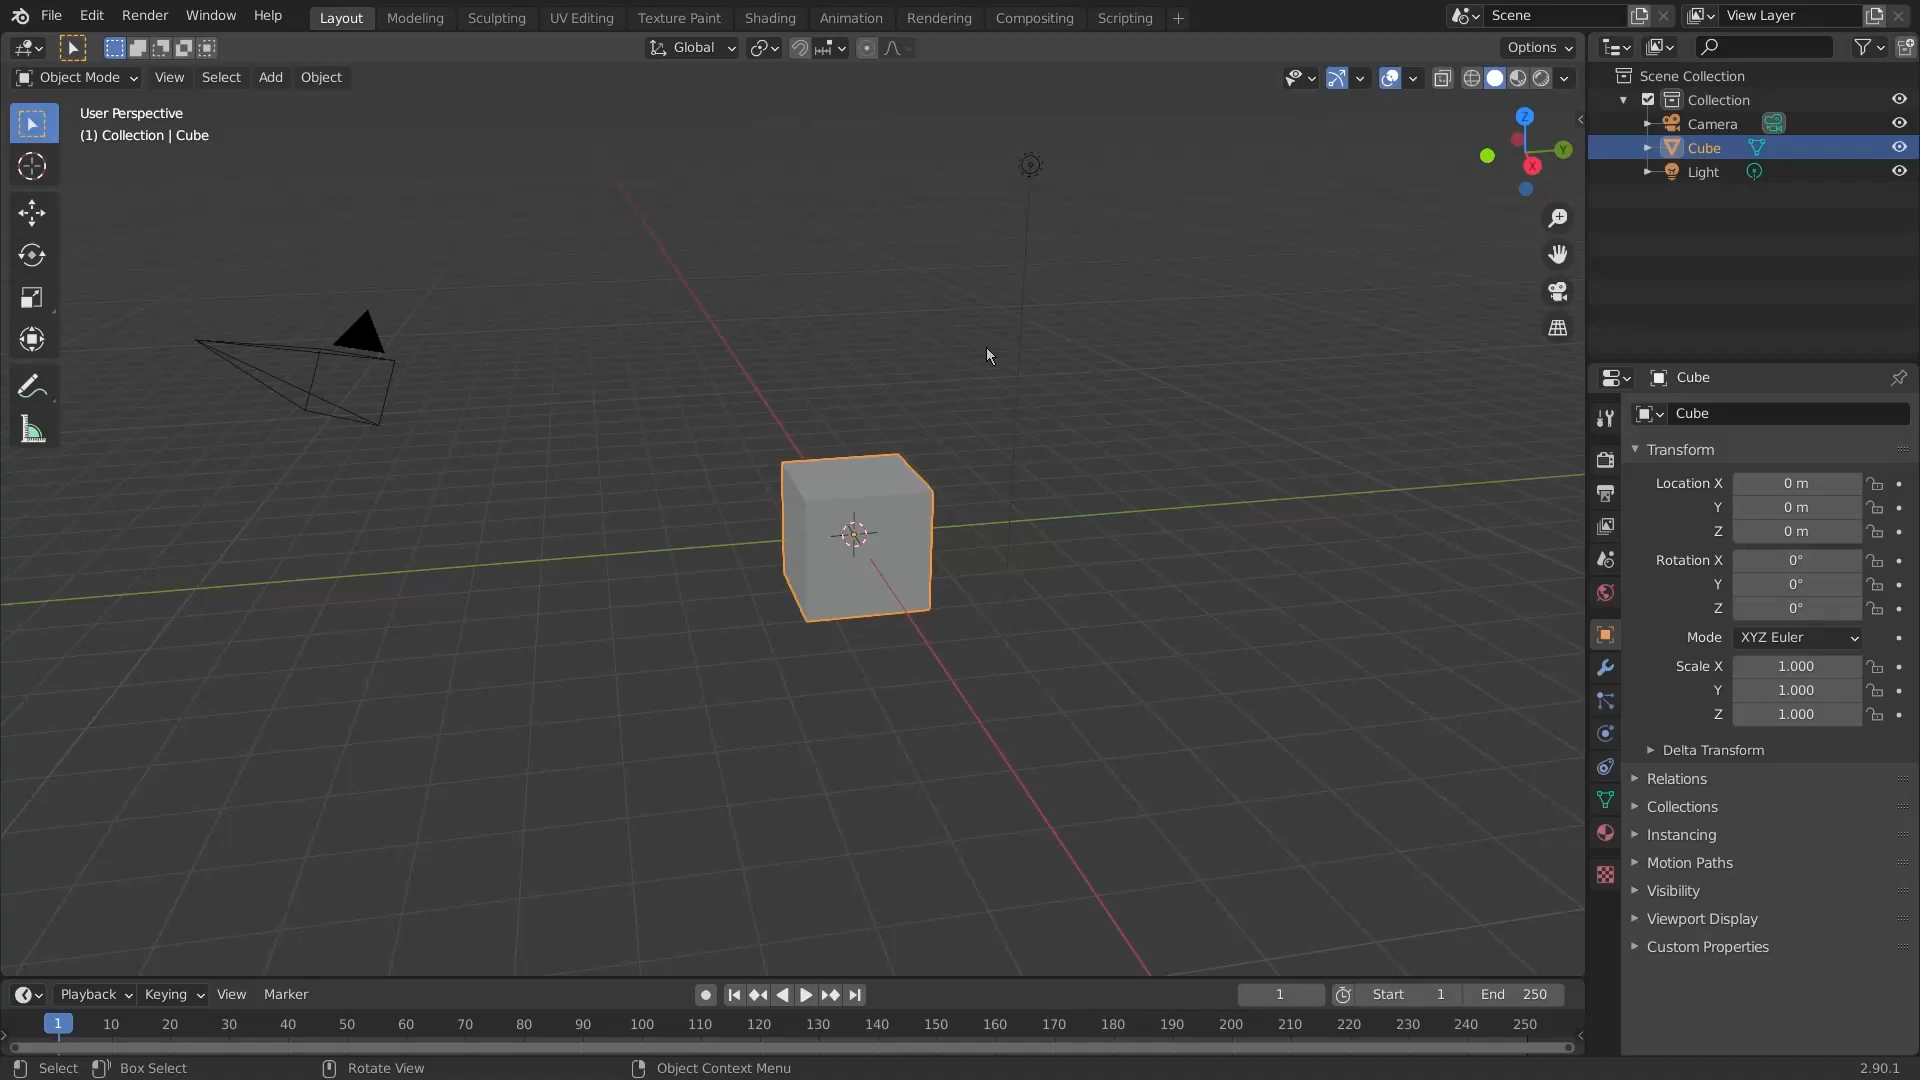 File Edit Render Window Help Layout Modeling Sculpting UV Editing Texture Paint Shading Animation Rendering Compositing Scripting + Scene View Layer
Global Options
Object Mode View Select Add Object
User Perspective
(1) Collection | Cube
Z
Y
X
Scene Collection
Collection
Camera
Cube
Light
Cube
Cube
Transform
Location X 0 m
Y 0 m
Z 0 m
Rotation X 0°
Y 0°
Z 0°
Mode XYZ Euler
Scale X 1.000
Y 1.000
Z 1.000
Delta Transform
Relations
Collections
Instancing
Motion Paths
Visibility
Viewport Display
Custom Properties
Playback Keying View Marker 1 Start 1 End 250
1 10 20 30 40 50 60 70 80 90 100 110 120 130 140 150 160 170 180 190 200 210 220 230 240 250
Select Box Select Rotate View Object Context Menu 2.90.1